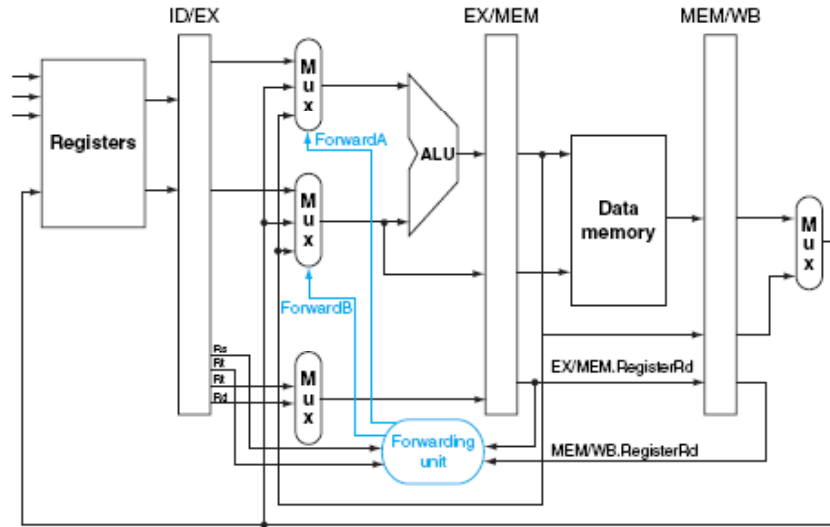 ID/EX
EX/MEM
MEM/WB
Registers
Mux
ForwardA
ALU
Mux
ForwardB
Data
memory
Mux
Rs
Rt
Rt
Rd
Mux
EX/MEM.RegisterRd
Forwarding
unit
MEM/WB.RegisterRd